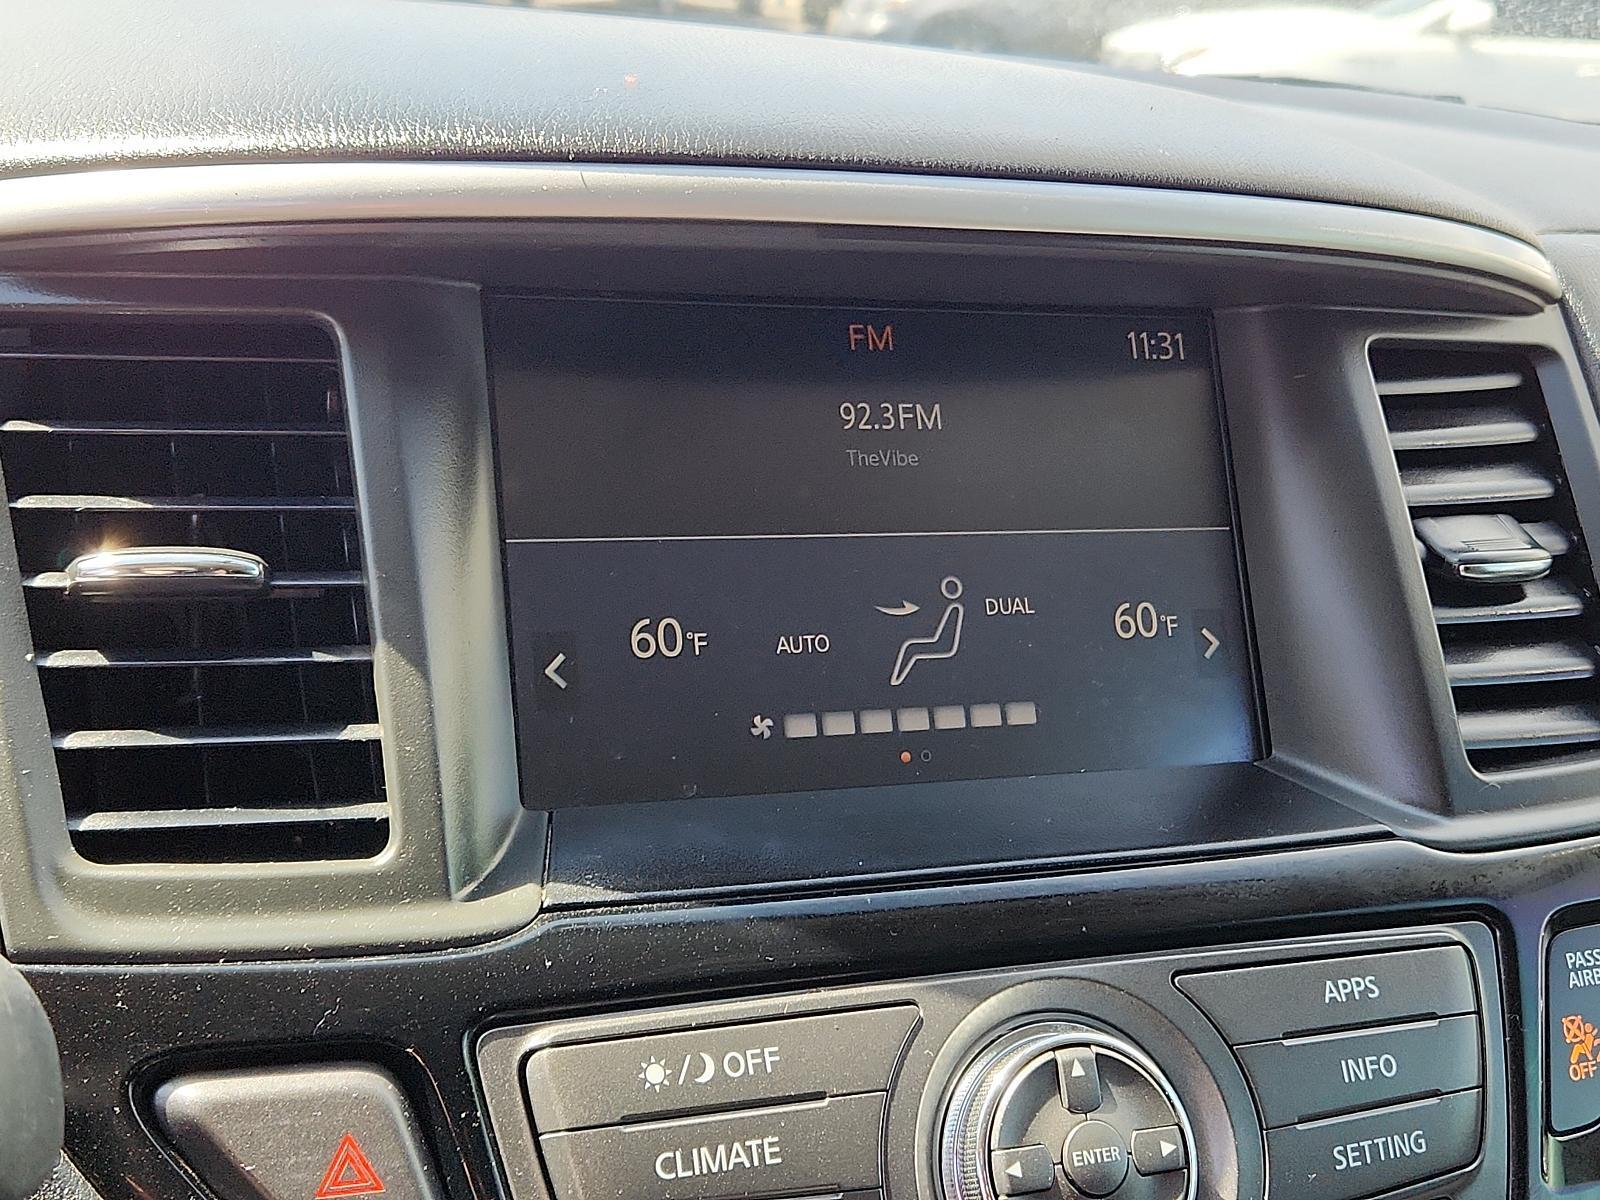 FM
11:31
92.3FM
TheVibe
60°F
AUTO
DUAL
60°F
APPS
OFF
INFO
CLIMATE
ENTER
SETTING
PASS
AIRB
OFF